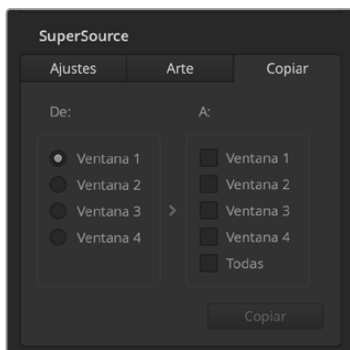 SuperSource
Ajustes Arte Copiar
De: A:
Ventana 1 Ventana 1
Ventana 2 Ventana 2
Ventana 3 > Ventana 3
Ventana 4 Ventana 4
Todas
Copiar